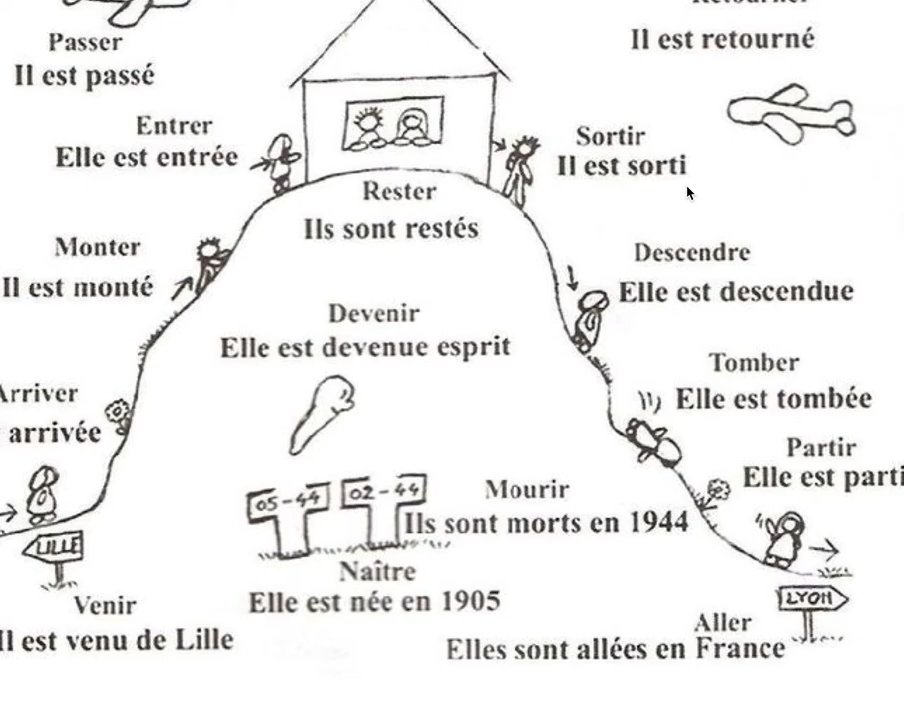 Retourner
Passer
Il est passé
Il est retourné
Entrer
Elle est entrée
Sortir
Il est sorti
Rester
Ils sont restés
Monter
Il est monté
Descendre
Elle est descendue
Devenir
Elle est devenue esprit
Tomber
Elle est tombée
Arriver
arrivée
Partir
Elle est parti
05-44
02-44
Mourir
Ils sont morts en 1944
LILLE
Naître
Elle est née en 1905
LYON
Venir
Il est venu de Lille
Aller
Elles sont allées en France